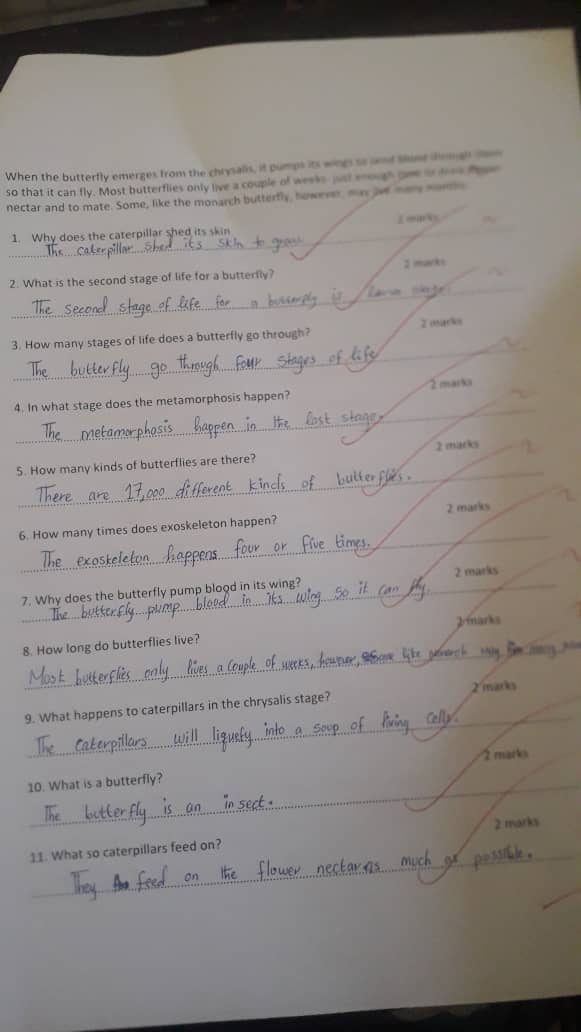 When the butterfly emerges from the chrysalis, it pumps its wings to send blood through them
so that it can fly. Most butterflies only live a couple of weeks- just enough time to drink flower
nectar and to mate. Some, like the monarch butterfly, however, may live many months.
1. Why does the caterpillar shed its skin
2 marks
The caterpillar shed its skin to grow
2. What is the second stage of life for a butterfly?
2 marks
The second stage of life for a butterfly is larva stage.
3. How many stages of life does a butterfly go through?
2 marks
The butterfly go through four stages of life
4. In what stage does the metamorphosis happen?
2 marks
The metamorphosis happen in the last stage.
5. How many kinds of butterflies are there?
2 marks
There are 17,000 different kinds of butterflies.
6. How many times does exoskeleton happen?
2 marks
The exoskeleton happens four or five times.
7. Why does the butterfly pump blood in its wing?
2 marks
The butterfly pump blood in its wing so it can fly.
8. How long do butterflies live?
2 marks
Most butterflies only lives a couple of weeks, however, some like monarch may live many
9. What happens to caterpillars in the chrysalis stage?
2 marks
The Caterpillars will liquefy into a soup of living cells.
10. What is a butterfly?
2 marks
The butterfly is an insect.
11. What so caterpillars feed on?
2 marks
They feed on the flower nectar as much as possible.